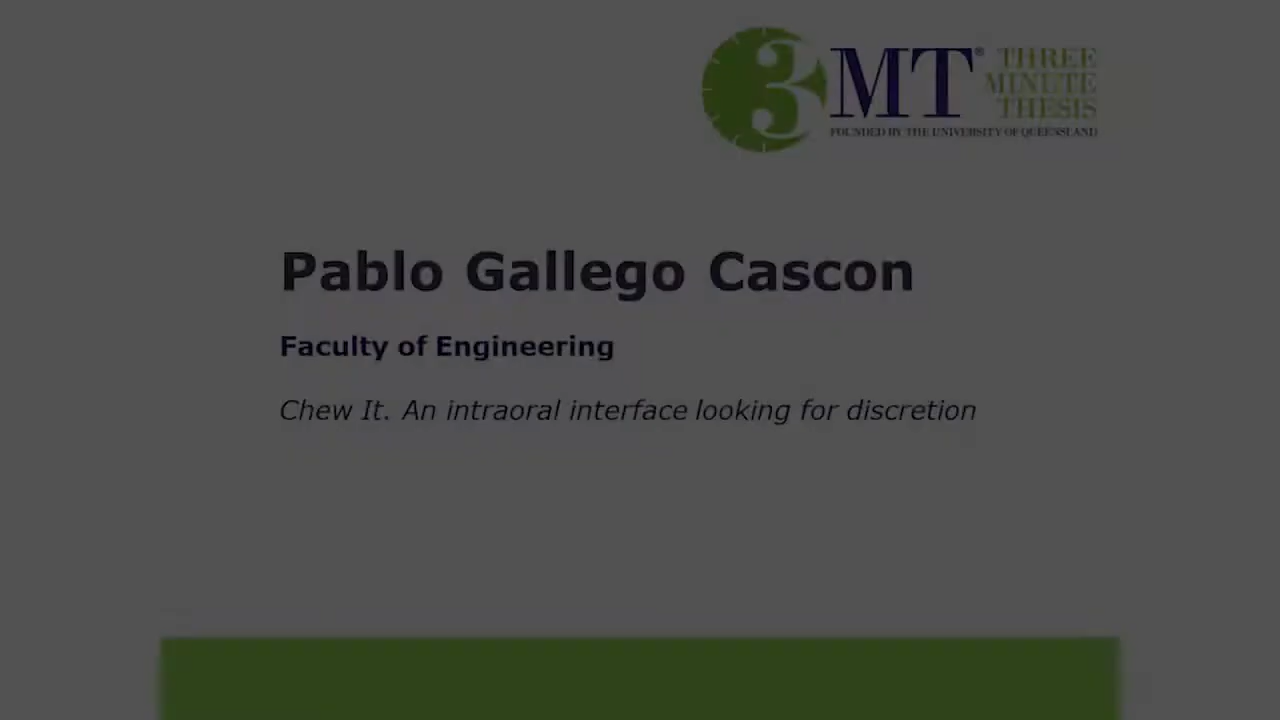 3MT® THREE
MINUTE
THESIS
FOUNDED BY THE UNIVERSITY OF QUEENSLAND
Pablo Gallego Cascon
Faculty of Engineering
Chew It. An intraoral interface looking for discretion